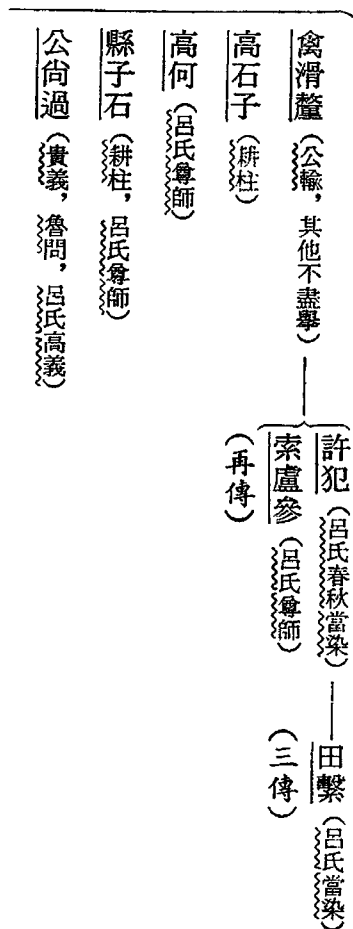 禽滑釐(公輸，其他不盡舉)
許犯(呂氏春秋當染)
田繫(呂氏當染)
(三傳)
索盧參(呂氏尊師)
(再傳)
高石子(耕柱)
高何(呂氏尊師)
縣子石(耕柱，呂氏尊師)
公尙過(貴義，魯問，呂氏高義)